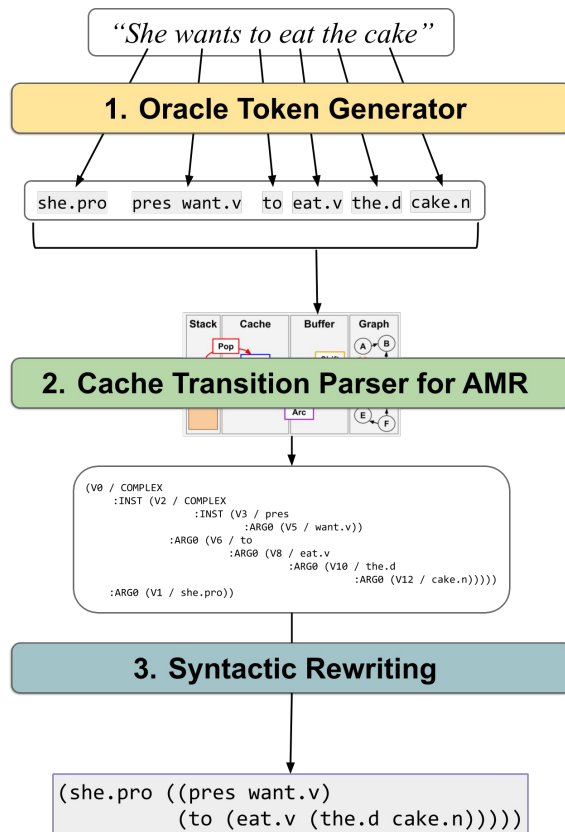 “She wants to eat the cake”
1. Oracle Token Generator
she.pro pres want.v to eat.v the.d cake.n
Stack Cache Buffer Graph
Pop
A B
2. Cache Transition Parser for AMR
Arc
E F
(V0 / COMPLEX
:INST (V2 / COMPLEX
:INST (V3 / pres
:ARG0 (V5 / want.v))
:ARG0 (V6 / to
:ARG0 (V8 / eat.v
:ARG0 (V10 / the.d
:ARG0 (V12 / cake.n)))))
:ARG0 (V1 / she.pro))
3. Syntactic Rewriting
(she.pro ((pres want.v)
(to (eat.v (the.d cake.n)))))